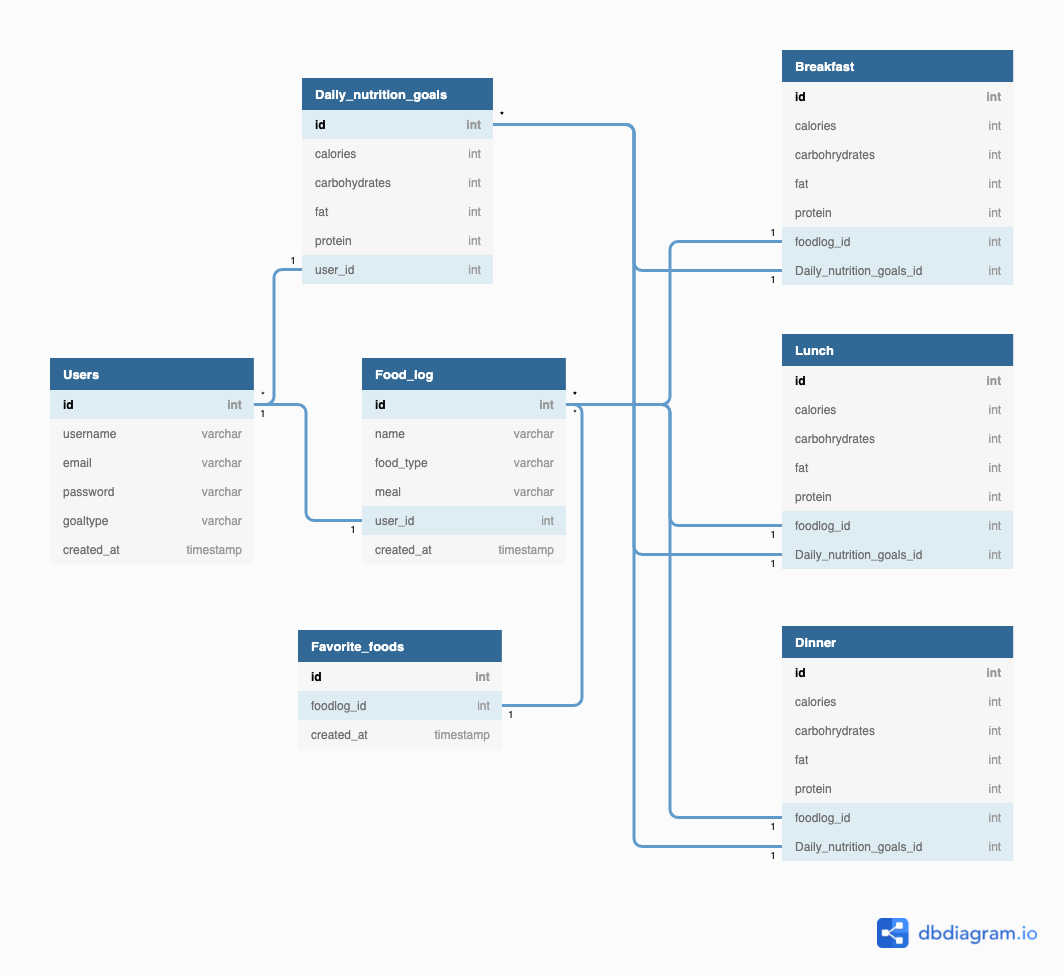 Daily_nutrition_goals
id int
calories int
carbohydrates int
fat int
protein int
user_id int
*
1
Users
id int
username varchar
email varchar
password varchar
goaltype varchar
created_at timestamp
*
1
Food_log
id int
name varchar
food_type varchar
meal varchar
user_id int
created_at timestamp
*
*
1
Favorite_foods
id int
foodlog_id int
created_at timestamp
1
Breakfast
id int
calories int
carbohrydrates int
fat int
protein int
foodlog_id int
Daily_nutrition_goals_id int
1
1
Lunch
id int
calories int
carbohrydrates int
fat int
protein int
foodlog_id int
Daily_nutrition_goals_id int
1
1
Dinner
id int
calories int
carbohrydrates int
fat int
protein int
foodlog_id int
Daily_nutrition_goals_id int
1
1
dbdiagram.io